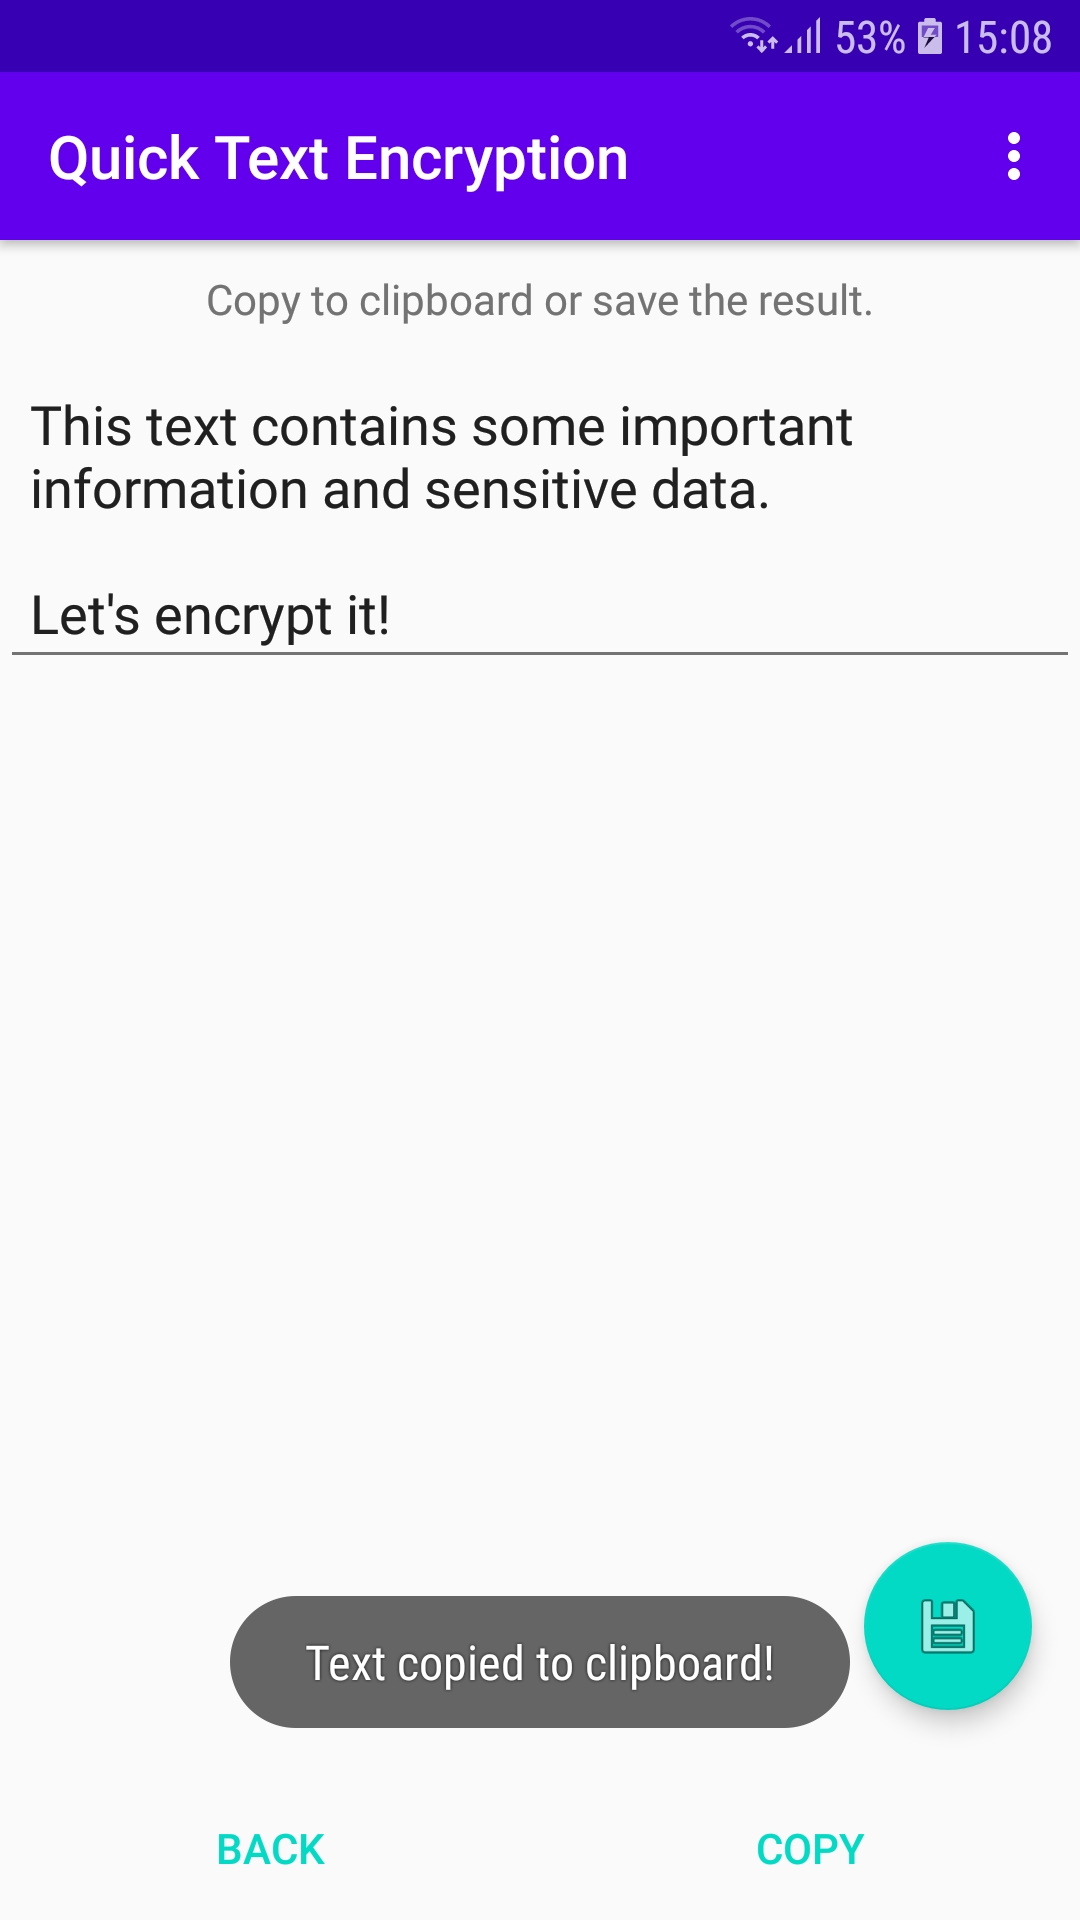 53% 15:08
Quick Text Encryption
Copy to clipboard or save the result.
This text contains some important
information and sensitive data.
Let's encrypt it!
Text copied to clipboard!
BACK COPY